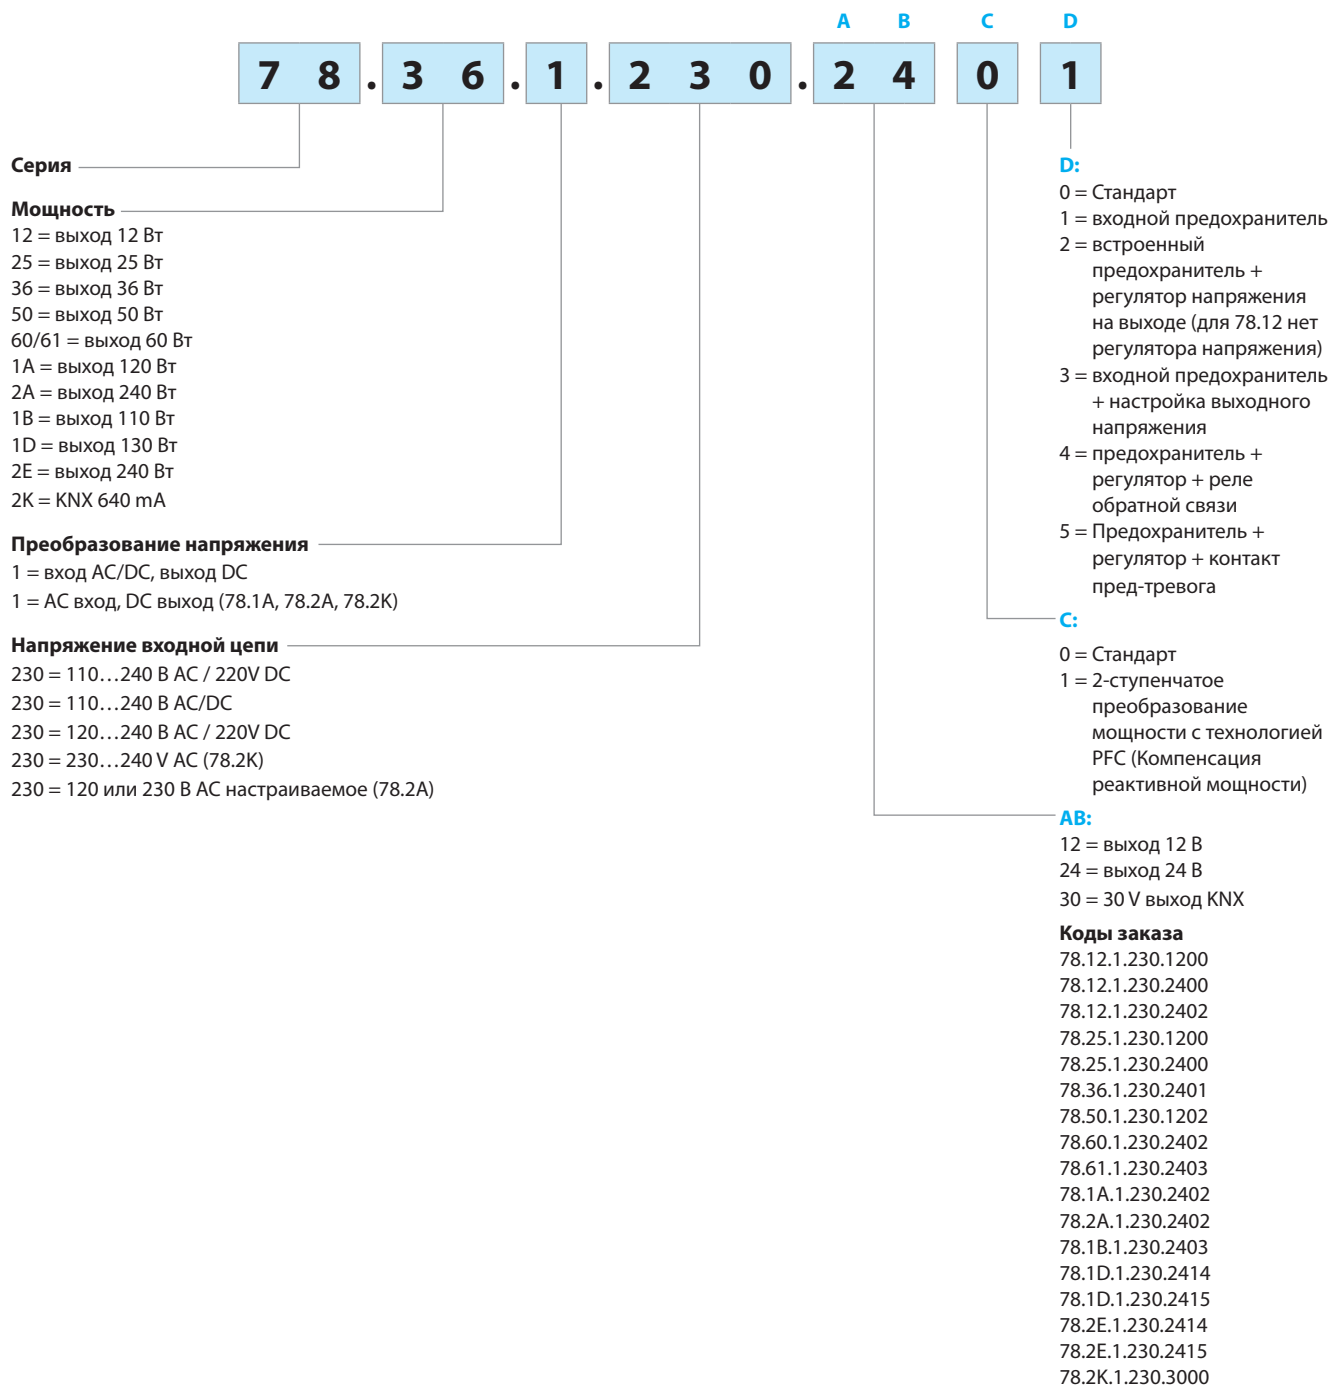 A B C D
78.36.1.230.24 0 1
Серия
Мощность
12 = выход 12 Вт
25 = выход 25 Вт
36 = выход 36 Вт
50 = выход 50 Вт
60/61 = выход 60 Вт
1A = выход 120 Вт
2A = выход 240 Вт
1B = выход 110 Вт
1D = выход 130 Вт
2E = выход 240 Вт
2K = KNX 640 mA
Преобразование напряжения
1 = вход AC/DC, выход DC
1 = AC вход, DC выход (78.1A, 78.2A, 78.2K)
Напряжение входной цепи
230 = 110…240 В AC / 220V DC
230 = 110…240 В AC/DC
230 = 120…240 В AC / 220V DC
230 = 230…240 V AC (78.2K)
230 = 120 или 230 В AC настраиваемое (78.2A)
D:
0 = Стандарт
1 = входной предохранитель
2 = встроенный
предохранитель +
регулятор напряжения
на выходе (для 78.12 нет
регулятора напряжения)
3 = входной предохранитель
+ настройка выходного
напряжения
4 = предохранитель +
регулятор + реле
обратной связи
5 = Предохранитель +
регулятор + контакт
пред-тревога
C:
0 = Стандарт
1 = 2-ступенчатое
преобразование
мощности с технологией
PFC (Компенсация
реактивной мощности)
AB:
12 = выход 12 В
24 = выход 24 В
30 = 30 V выход KNX
Коды заказа
78.12.1.230.1200
78.12.1.230.2400
78.12.1.230.2402
78.25.1.230.1200
78.25.1.230.2400
78.36.1.230.2401
78.50.1.230.1202
78.60.1.230.2402
78.61.1.230.2403
78.1A.1.230.2402
78.2A.1.230.2402
78.1B.1.230.2403
78.1D.1.230.2414
78.1D.1.230.2415
78.2E.1.230.2414
78.2E.1.230.2415
78.2K.1.230.3000